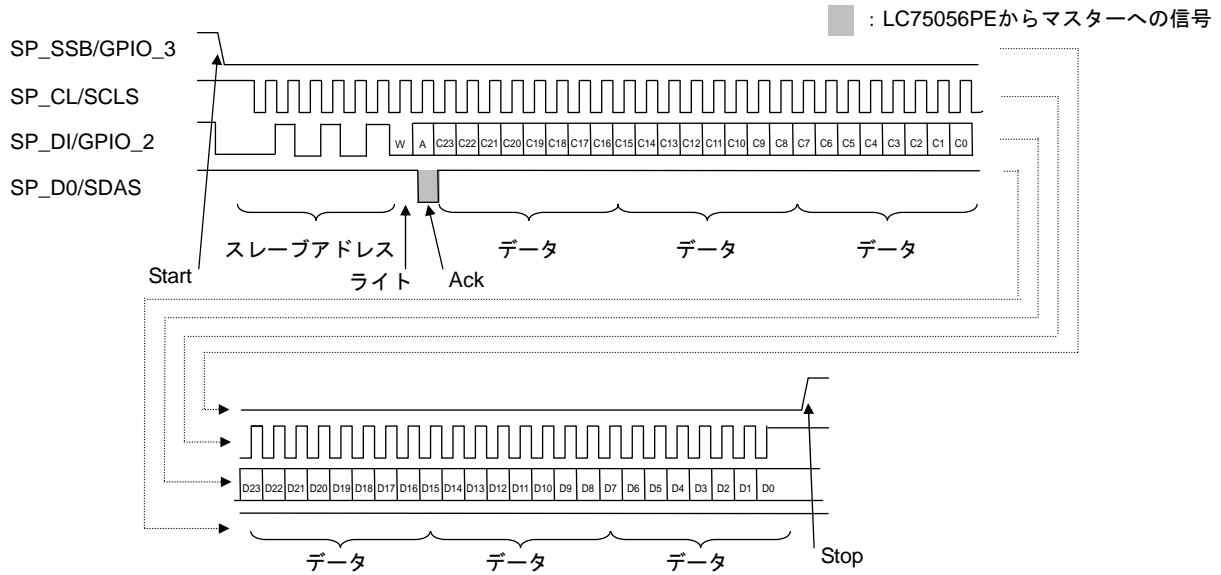 ：LC75056PEからマスターへの信号
SP_SSB/GPIO_3
SP_CL/SCLS
SP_DI/GPIO_2
W A C23 C22 C21 C20 C19 C18 C17 C16 C15 C14 C13 C12 C11 C10 C9 C8 C7 C6 C5 C4 C3 C2 C1 C0
SP_D0/SDAS
スレーブアドレス データ データ データ
Start ライト Ack
D23 D22 D21 D20 D19 D18 D17 D16 D15 D14 D13 D12 D11 D10 D9 D8 D7 D6 D5 D4 D3 D2 D1 D0
データ データ データ Stop